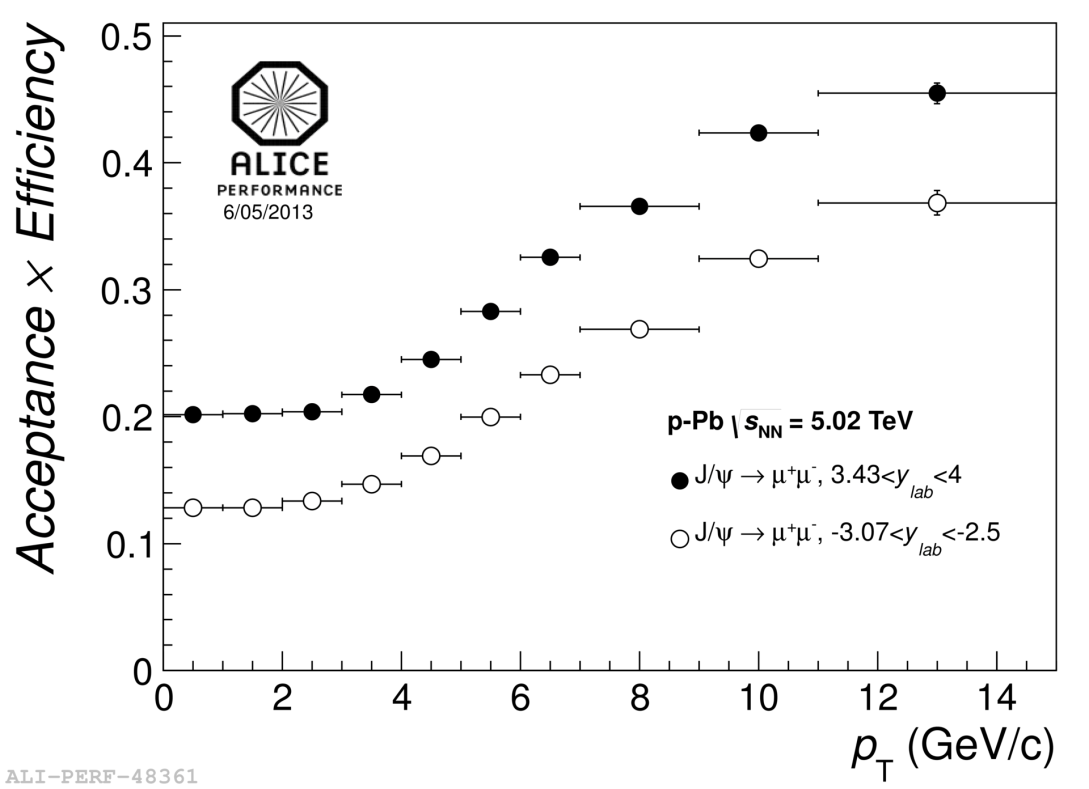 Acceptance × Efficiency
0.5
0.4
0.3
0.2
0.1
0
ALICE
PERFORMANCE
6/05/2013
p-Pb √sNN = 5.02 TeV
J/ψ → μ⁺μ⁻, 3.43<ylab<4
J/ψ → μ⁺μ⁻, -3.07<ylab<-2.5
0 2 4 6 8 10 12 14
pT (GeV/c)
ALI-PERF-48361